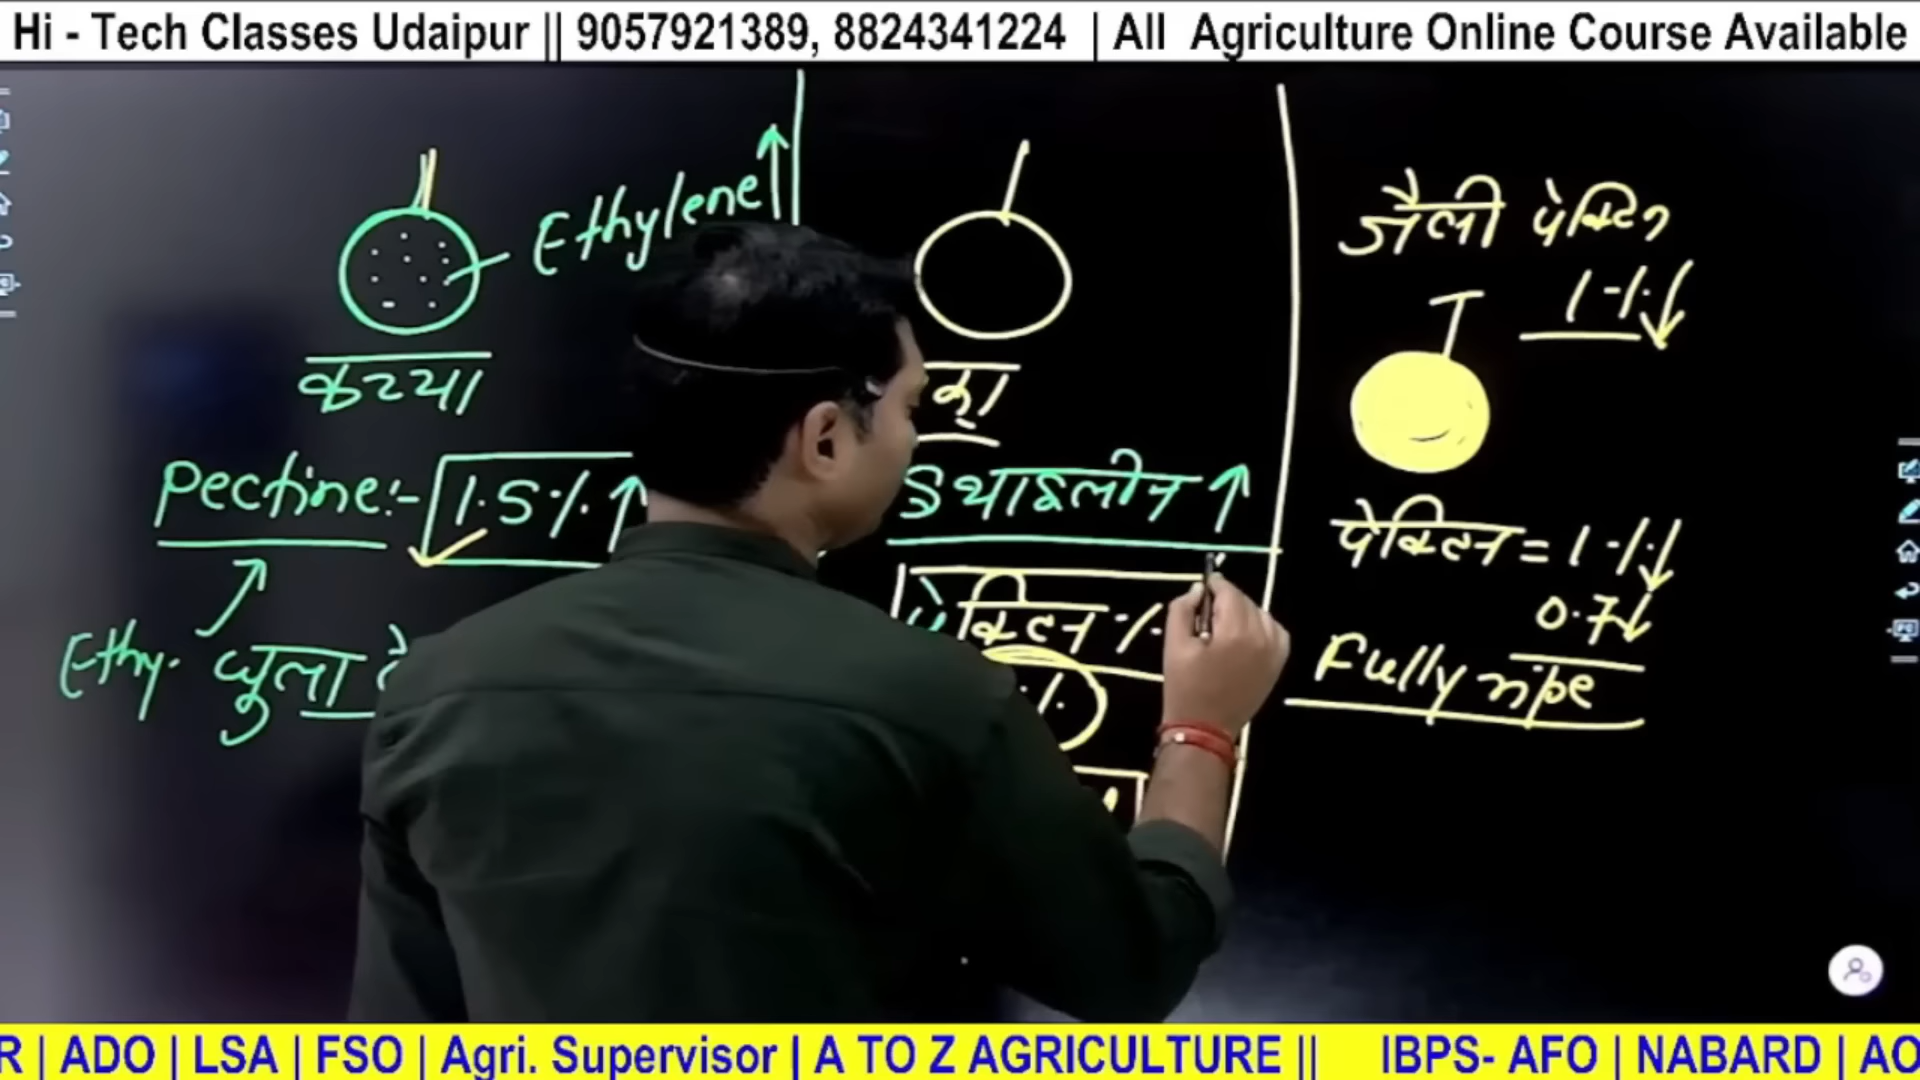 Hi - Tech Classes Udaipur || 9057921389, 8824341224 | All Agriculture Online Course Available
Ethylene ↑
कच्चा
Pectine:- 1.5%. ↑
Ethy. घुला
इथाइलीन ↑
पेक्टिन %.
जैली पेक्टिन
1%. ↓
पेक्टिन = 1%. ↓
0.7 ↓
Fully ripe
R | ADO | LSA | FSO | Agri. Supervisor | A TO Z AGRICULTURE || IBPS- AFO | NABARD | AO